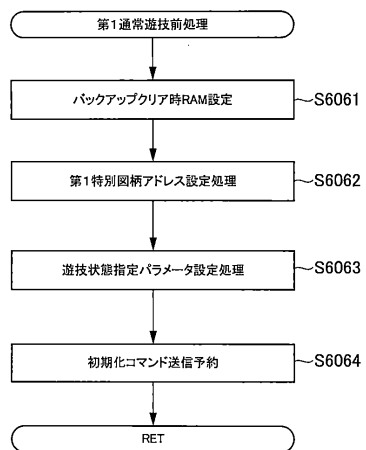 第1通常遊技前処理
バックアップクリア時RAM設定
S6061
第1特別図柄アドレス設定処理
S6062
遊技状態指定パラメータ設定処理
S6063
初期化コマンド送信予約
S6064
RET